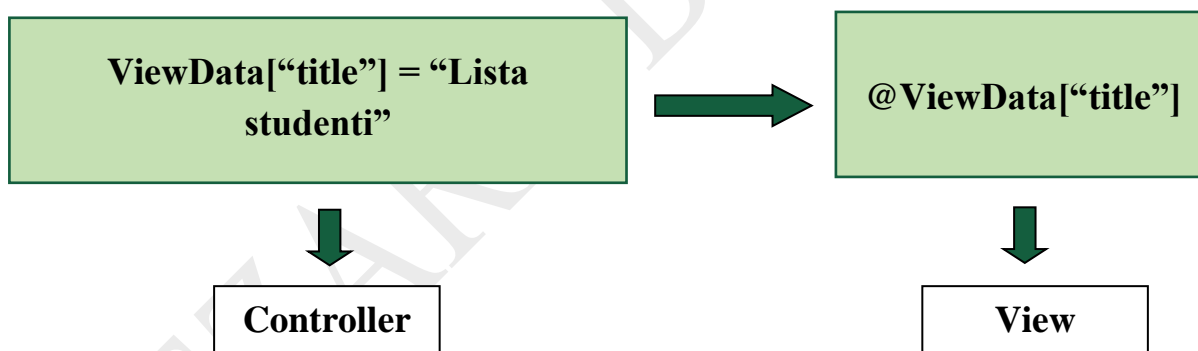 ViewData[“title”] = “Lista
studenti”
@ViewData[“title”]
Controller
View